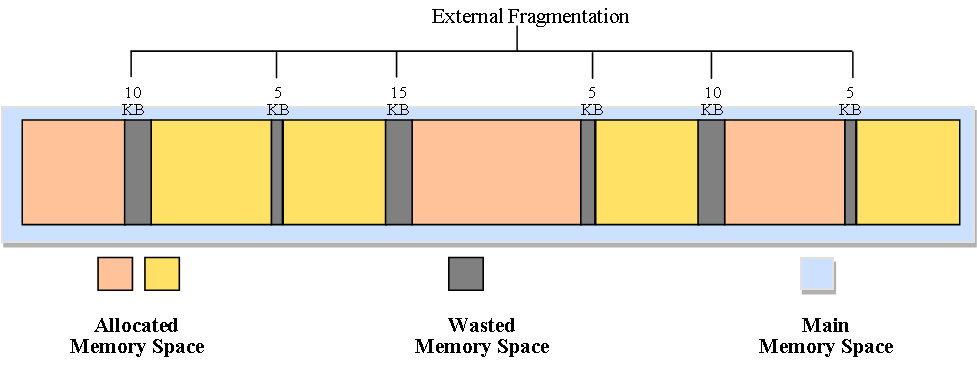 External Fragmentation
10 5 15 5 10 5
KB KB KB KB KB KB
Allocated Wasted Main
Memory Space Memory Space Memory Space